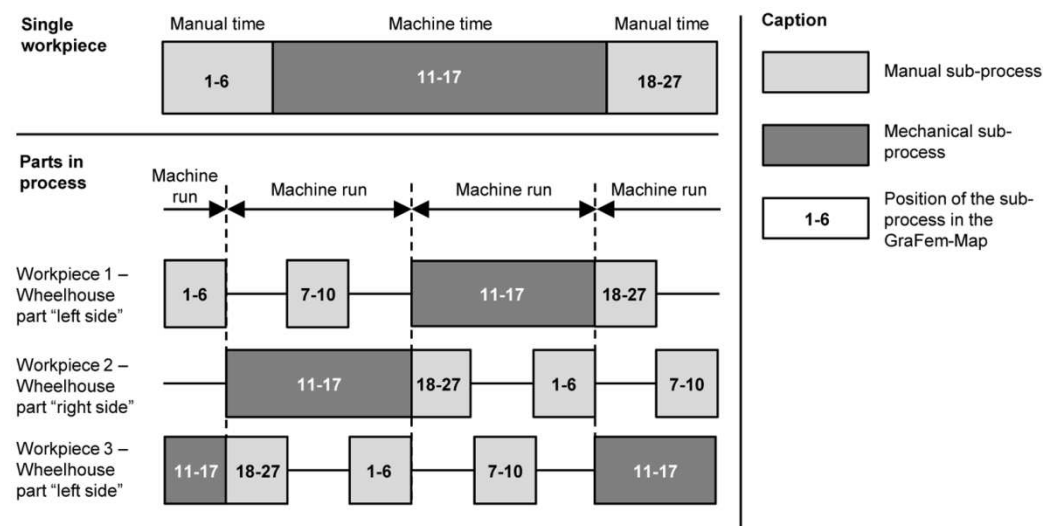 Single
workpiece
Manual time
Machine time
Manual time
1-6
11-17
18-27
Parts in
process
Machine
run
Machine run
Machine run
Machine run
Workpiece 1 –
Wheelhouse
part “left side”
1-6
7-10
11-17
18-27
Workpiece 2 –
Wheelhouse
part “right side”
11-17
18-27
1-6
7-10
Workpiece 3 –
Wheelhouse
part “left side”
11-17
18-27
1-6
7-10
11-17
Caption
Manual sub-process
Mechanical sub-
process
1-6
Position of the sub-
process in the
GraFem-Map